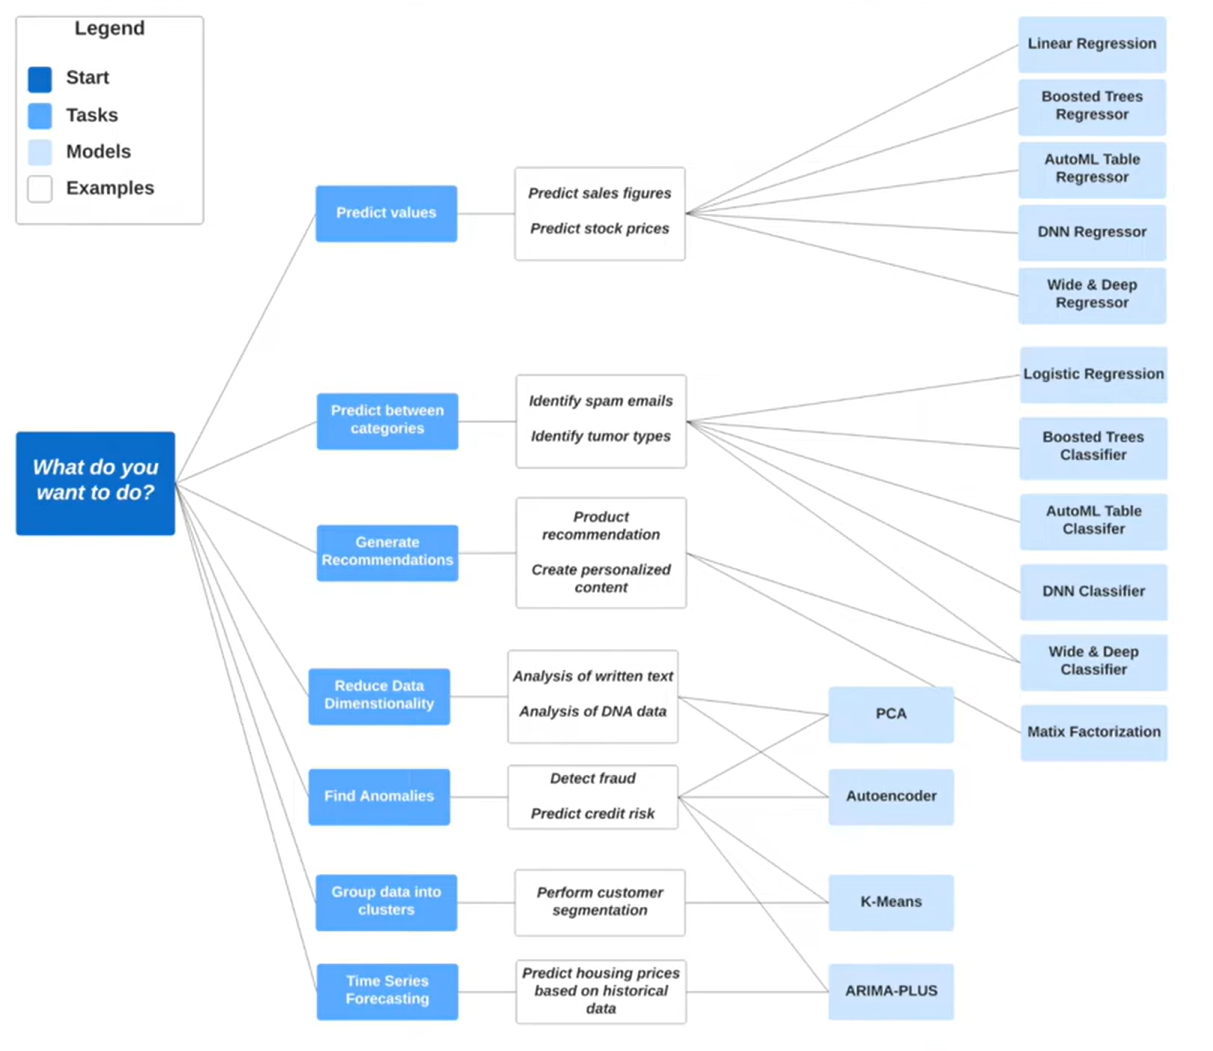 Legend
Start
Tasks
Models
Examples
What do you
want to do?
Predict values
Predict sales figures
Predict stock prices
Linear Regression
Boosted Trees
Regressor
AutoML Table
Regressor
DNN Regressor
Wide & Deep
Regressor
Predict between
categories
Identify spam emails
Identify tumor types
Logistic Regression
Boosted Trees
Classifier
AutoML Table
Classifer
DNN Classifier
Wide & Deep
Classifier
Generate
Recommendations
Product
recommendation
Create personalized
content
Matix Factorization
Reduce Data
Dimenstionality
Analysis of written text
Analysis of DNA data
PCA
Find Anomalies
Detect fraud
Predict credit risk
Autoencoder
Group data into
clusters
Perform customer
segmentation
K-Means
Time Series
Forecasting
Predict housing prices
based on historical
data
ARIMA-PLUS